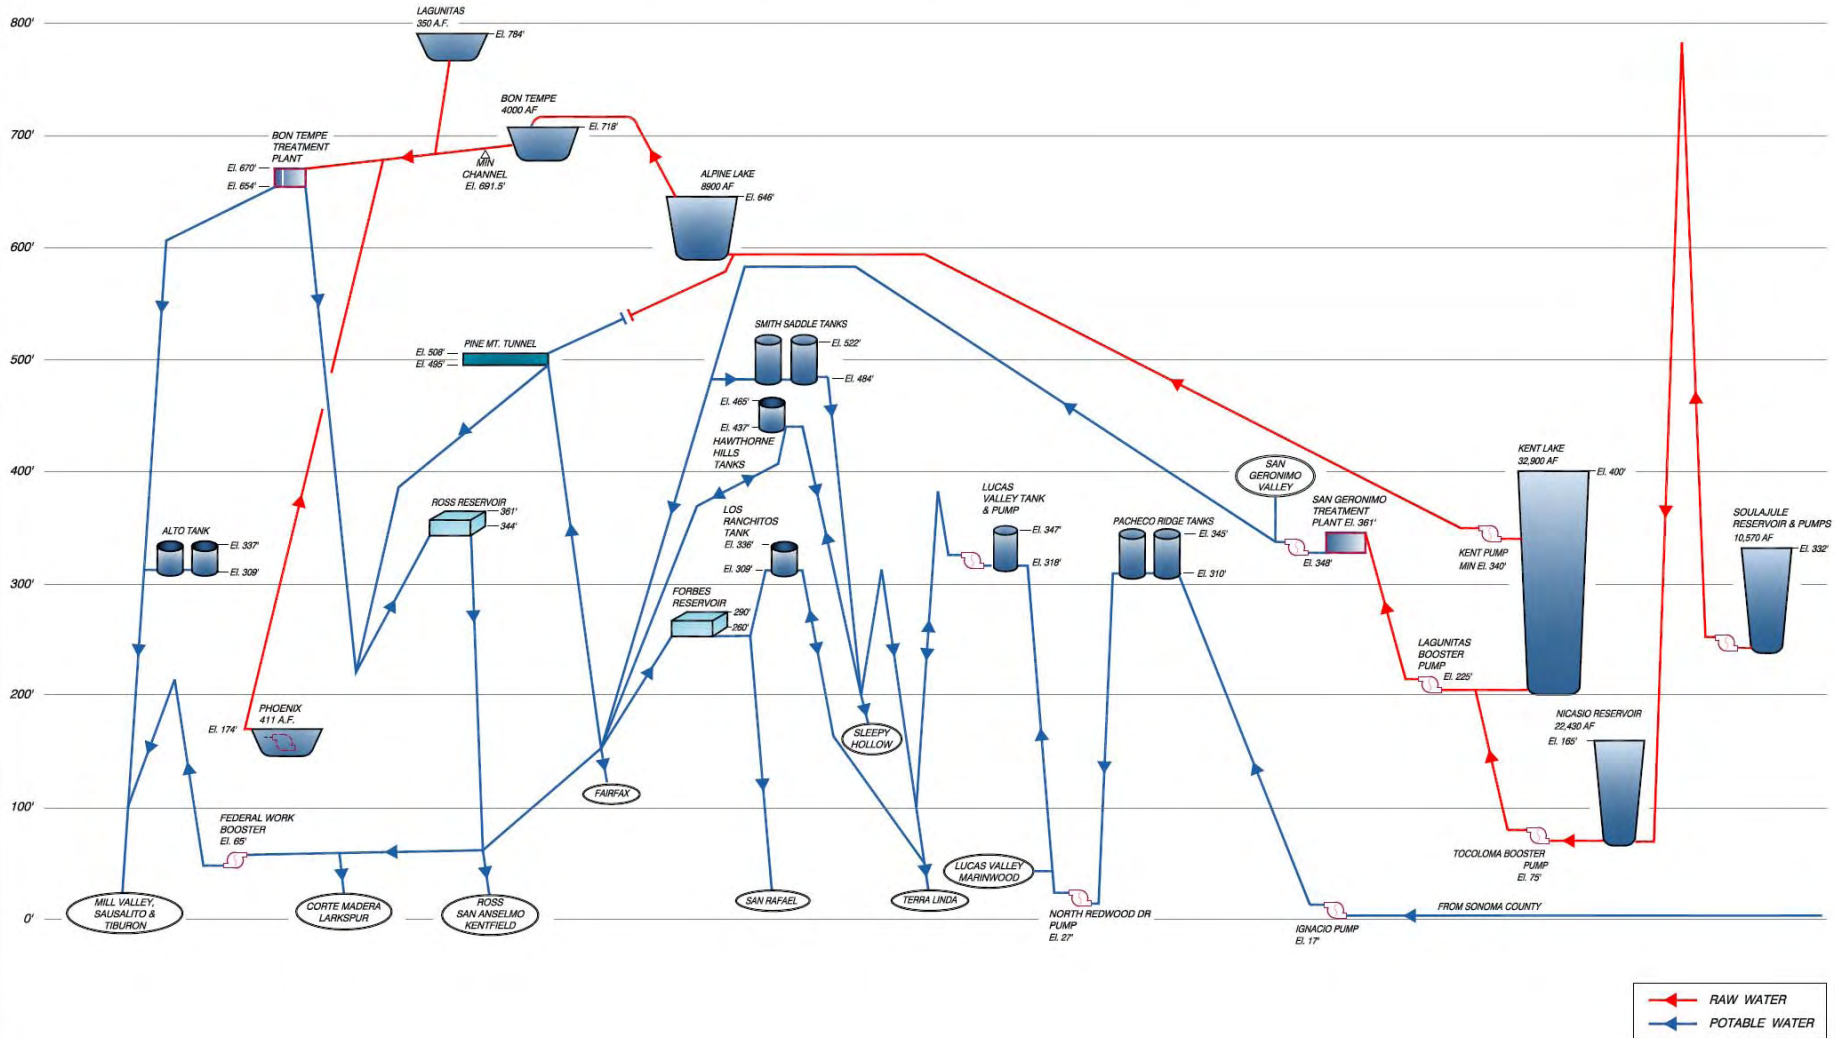 800'
700'
600'
500'
400'
300'
200'
100'
0'
LAGUNITAS
350 A.F.
El. 784'
BON TEMPE
4000 AF
El. 718'
BON TEMPE
TREATMENT
PLANT
El. 670'
El. 654'
MIN
CHANNEL
El. 691.5'
ALPINE LAKE
8900 AF
El. 646'
El. 508'
El. 495'
PINE MT. TUNNEL
SMITH SADDLE TANKS
El. 522'
El. 484'
El. 465'
El. 437'
HAWTHORNE
HILLS
TANKS
ROSS RESERVOIR
361'
344'
LOS
RANCHITOS
TANK
El. 336'
El. 309'
LUCAS
VALLEY TANK
& PUMP
El. 347'
El. 318'
PACHECO RIDGE TANKS
El. 345'
El. 310'
SAN
GERONIMO
VALLEY
SAN GERONIMO
TREATMENT
PLANT El. 361'
El. 348'
KENT LAKE
32,900 AF
El. 400'
KENT PUMP
MIN El. 340'
SOULAJULE
RESERVOIR & PUMPS
10,570 AF
El. 332'
ALTO TANK
El. 337'
El. 309'
FORBES
RESERVOIR
290'
260'
LAGUNITAS
BOOSTER
PUMP
El. 225'
PHOENIX
411 A.F.
El. 174'
SLEEPY
HOLLOW
NICASIO RESERVOIR
22,430 AF
El. 165'
FAIRFAX
FEDERAL WORK
BOOSTER
El. 65'
TOCOLOMA BOOSTER
PUMP
El. 75'
LUCAS VALLEY
MARINWOOD
MILL VALLEY,
SAUSALITO &
TIBURON
CORTE MADERA
LARKSPUR
ROSS
SAN ANSELMO
KENTFIELD
SAN RAFAEL
TERRA LINDA
NORTH REDWOOD DR
PUMP
El. 27'
IGNACIO PUMP
El. 17'
FROM SONOMA COUNTY
RAW WATER
POTABLE WATER